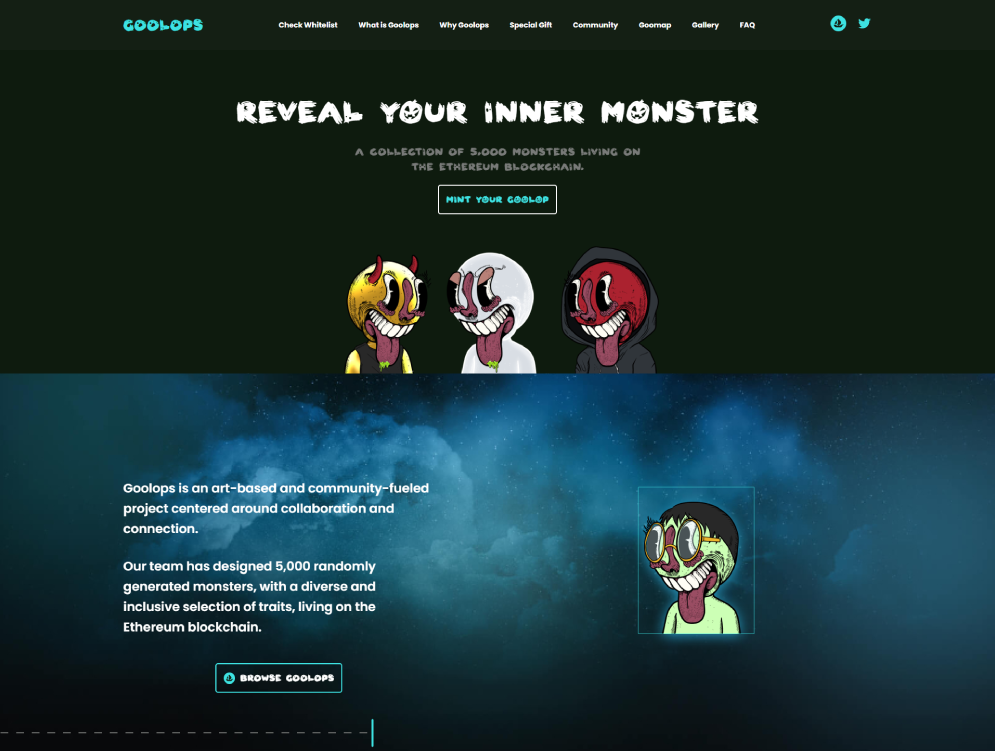 GOOLOPS
Check Whitelist What is Goolops Why Goolops Special Gift Community Goomap Gallery FAQ
REVEAL YOUR INNER MONSTER
A COLLECTION OF 5,000 MONSTERS LIVING ON
THE ETHEREUM BLOCKCHAIN.
MINT YOUR GOOLOP
Goolops is an art-based and community-fueled
project centered around collaboration and
connection.
Our team has designed 5,000 randomly
generated monsters, with a diverse and
inclusive selection of traits, living on the
Ethereum blockchain.
BROWSE GOOLOPS